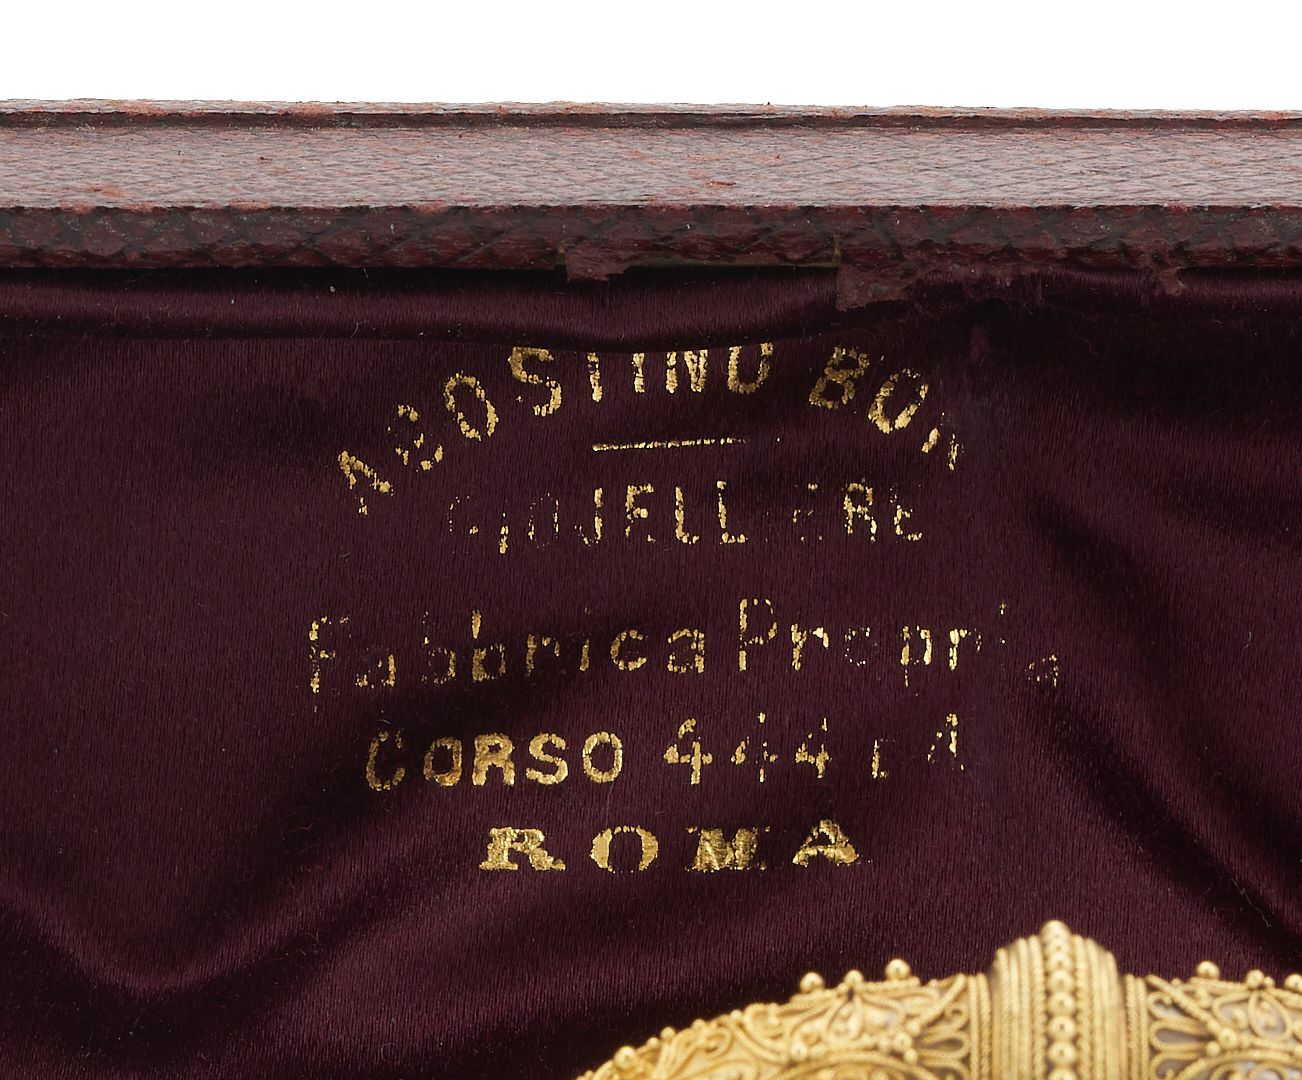 AGOSTINO BON
GIOJELLIERE
Fabbrica Propria
CORSO 444
ROMA